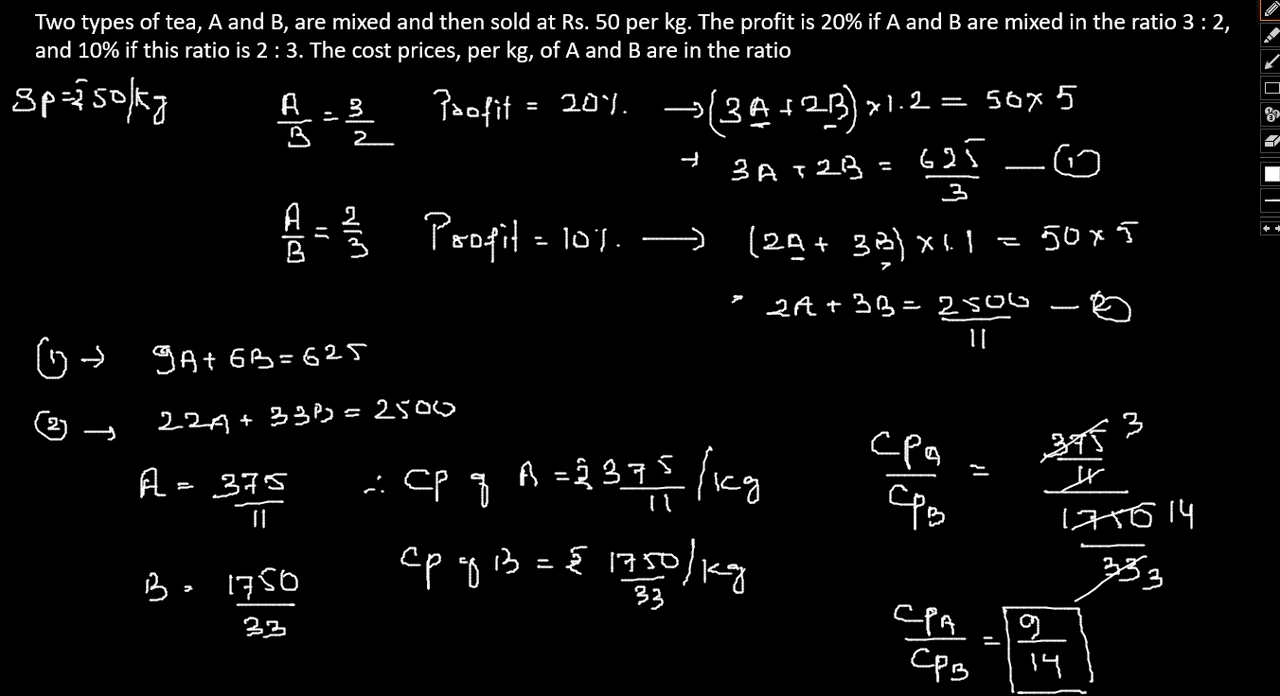 Two types of tea, A and B, are mixed and then sold at Rs. 50 per kg. The profit is 20% if A and B are mixed in the ratio 3 : 2,
and 10% if this ratio is 2 : 3. The cost prices, per kg, of A and B are in the ratio
SP = ₹50/kg
A/B = 3/2 Profit = 20%. → (3A + 2B) × 1.2 = 50 × 5
→ 3A + 2B = 625/3 — ①
A/B = 2/3 Profit = 10%. → (2A + 3B) × 1.1 = 50 × 5
2A + 3B = 2500/11 — ②
① → 9A + 6B = 625
② → 22A + 33B = 2500
A = 375/11 ∴ CP of A = ₹ 375/11 /kg
B = 1750/33 CP of B = ₹ 1750/33 /kg
CPA/CPB = 375/11 / 1750/33 3 14 3
CPA/CPB = 9/14